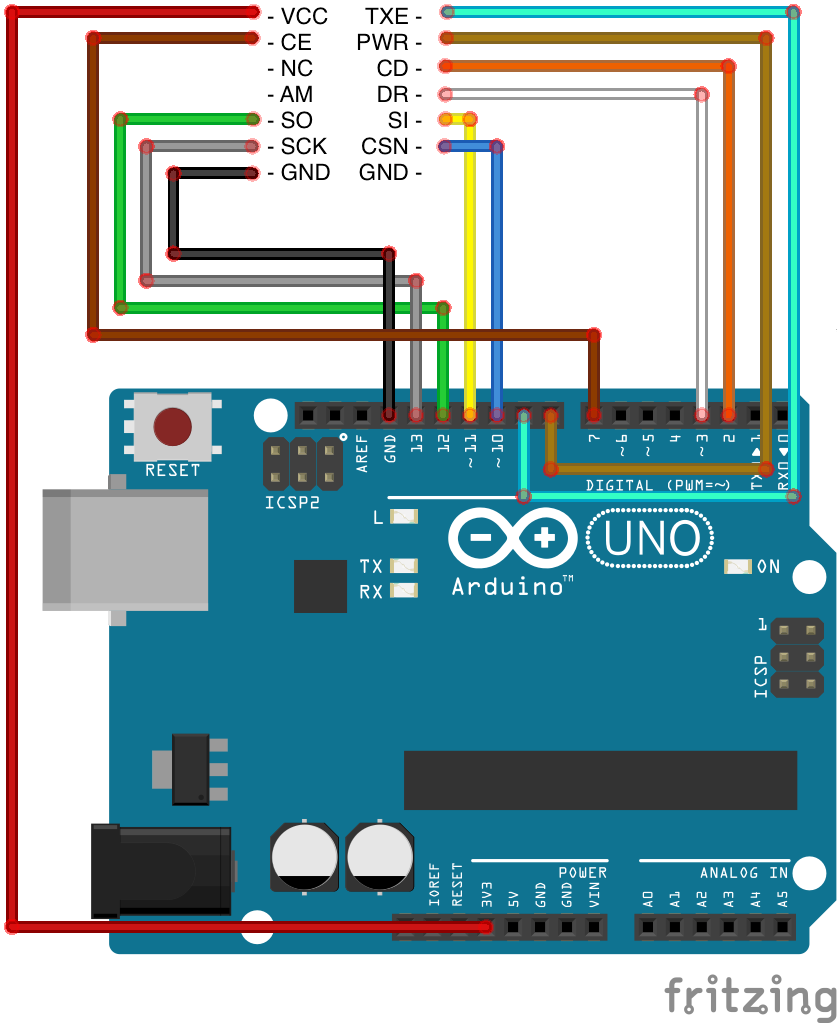 - VCC TXE -
- CE PWR -
- NC CD -
- AM DR -
- SO SI -
- SCK CSN -
- GND GND -
RESET
ICSP2
AREF
GND
13
12
~11
~10
7
~6
~5
4
~3
2
1
0
DIGITAL (PWM=~)
L
TX
RX
Arduino™
UNO
ON
1
ICSP
IOREF
RESET
3V3
5V
GND
GND
VIN
POWER
ANALOG IN
A0
A1
A2
A3
A4
A5
fritzing